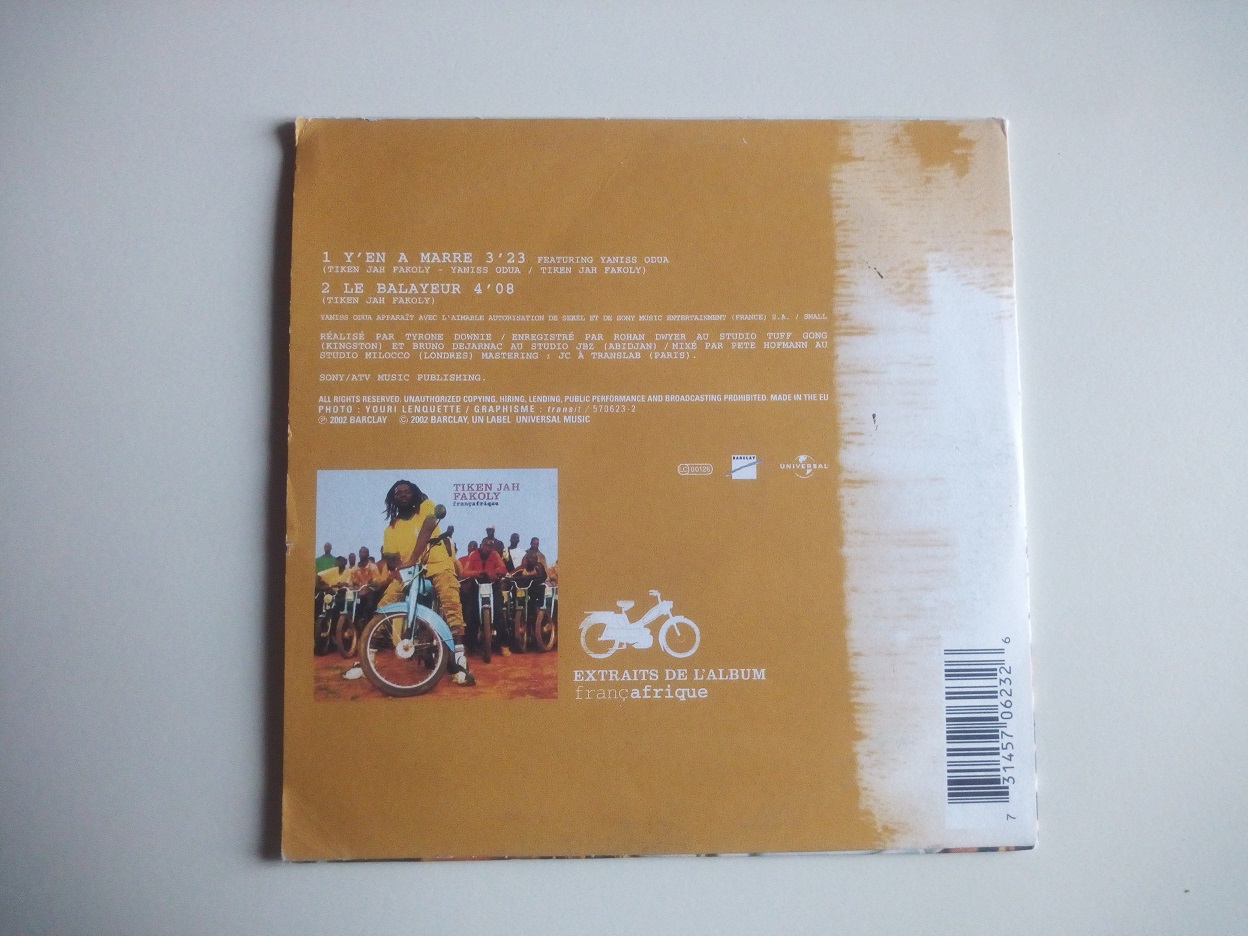 1 Y'EN A MARRE 3'23 FEATURING YANISS ODUA
(TIKEN JAH FAKOLY - YANISS ODUA / TIKEN JAH FAKOLY)
2 LE BALAYEUR 4'08
(TIKEN JAH FAKOLY)
YANISS ODUA APPARAÎT AVEC L'AIMABLE AUTORISATION DE SEKEL ET DE SONY MUSIC ENTERTAINMENT (FRANCE) S.A. / SMALL
RÉALISÉ PAR TYRONE DOWNIE / ENREGISTRÉ PAR ROHAN DWYER AU STUDIO TUFF GONG
(KINGSTON) ET BRUNO DEJARNAC AU STUDIO JBZ (ABIDJAN) / MIXÉ PAR PETE HOFMANN AU
STUDIO MILOCCO (LONDRES) MASTERING : JC À TRANSLAB (PARIS).
SONY/ATV MUSIC PUBLISHING.
ALL RIGHTS RESERVED. UNAUTHORIZED COPYING, HIRING, LENDING, PUBLIC PERFORMANCE AND BROADCASTING PROHIBITED. MADE IN THE EU
PHOTO : YOURI LENQUETTE / GRAPHISME : transit / 570623-2
℗ 2002 BARCLAY © 2002 BARCLAY, UN LABEL UNIVERSAL MUSIC
LC 00126
BARCLAY
UNIVERSAL
TIKEN JAH
FAKOLY
françafrique
EXTRAITS DE L'ALBUM
françafrique
7 31457 06232 6